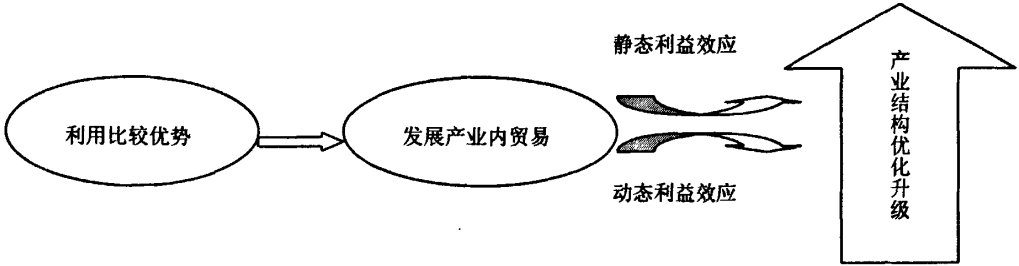 静态利益效应
利用比较优势
发展产业内贸易
动态利益效应
产业结构优化升级